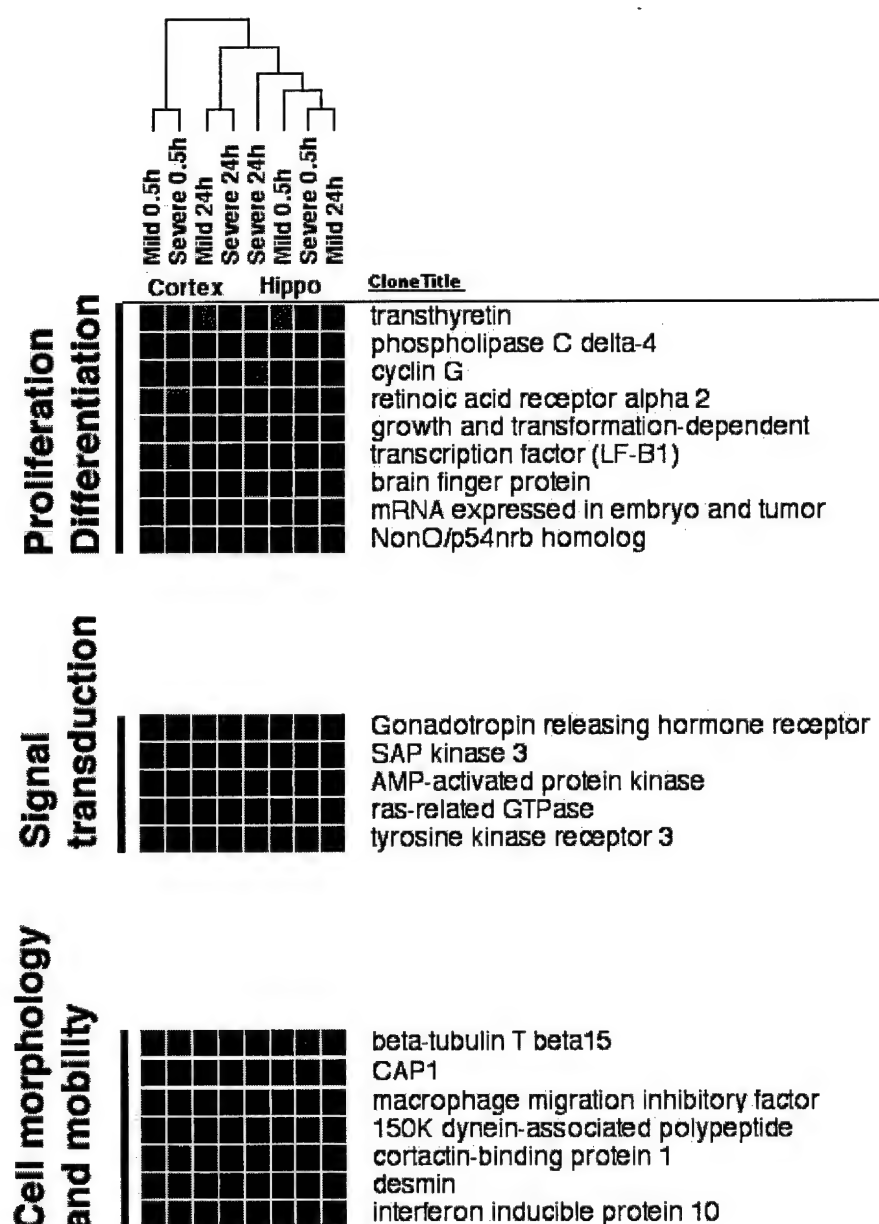 Mild 0.5h
Severe 0.5h
Mild 24h
Severe 24h
Severe 24h
Mild 0.5h
Severe 0.5h
Mild 24h
Cortex Hippo CloneTitle
Proliferation
Differentiation
transthyretin
phospholipase C delta-4
cyclin G
retinoic acid receptor alpha 2
growth and transformation-dependent
transcription factor (LF-B1)
brain finger protein
mRNA expressed in embryo and tumor
NonO/p54nrb homolog
Signal
transduction
Gonadotropin releasing hormone receptor
SAP kinase 3
AMP-activated protein kinase
ras-related GTPase
tyrosine kinase receptor 3
Cell morphology
and mobility
beta-tubulin T beta15
CAP1
macrophage migration inhibitory factor
150K dynein-associated polypeptide
cortactin-binding protein 1
desmin
interferon inducible protein 10